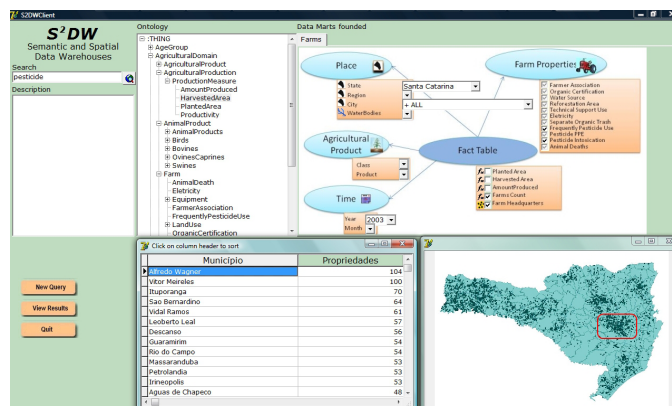 S2DWClient
S²DW
Semantic and Spatial
Data Warehouses
Search
pesticide
Description
New Query
View Results
Quit
Ontology
:THING
AgeGroup
AgriculturalDomain
AgriculturalProduct
AgriculturalProduction
ProductionMeasure
AmountProduced
HarvestedArea
PlantedArea
Productivity
AnimalProduct
AnimalProducts
Birds
Bovines
OvinesCaprines
Swines
Farm
AnimalDeath
Eletricity
Equipment
FarmerAssociation
FrequentlyPesticideUse
LandUse
OrganicCertification
Data Marts founded
Farms
Place
State
Santa Catarina
Region
City
+ ALL
WaterBodies
Farm Properties
Farmer Association
Organic Certification
Water Source
Reforestation Area
Technical Support Use
Eletricity
Separate Organic Trash
Frequently Pesticide Use
Pesticide PPE
Pesticide Intoxication
Animal Deaths
Agricultural
Product
Class
Product
Fact Table
Planted Area
Harvested Area
AmountProduced
Farms Count
Farm Headquarters
Time
Year 2003
Month
Click on column header to sort
Município Propriedades
Alfredo Wagner 104
Vitor Meireles 100
Ituporanga 70
Sao Bernardino 64
Vidal Ramos 61
Leoberto Leal 57
Descanso 56
Guaramirim 54
Rio do Campo 54
Massaranduba 53
Petrolandia 53
Irineopolis 53
Aguas de Chapeco 48